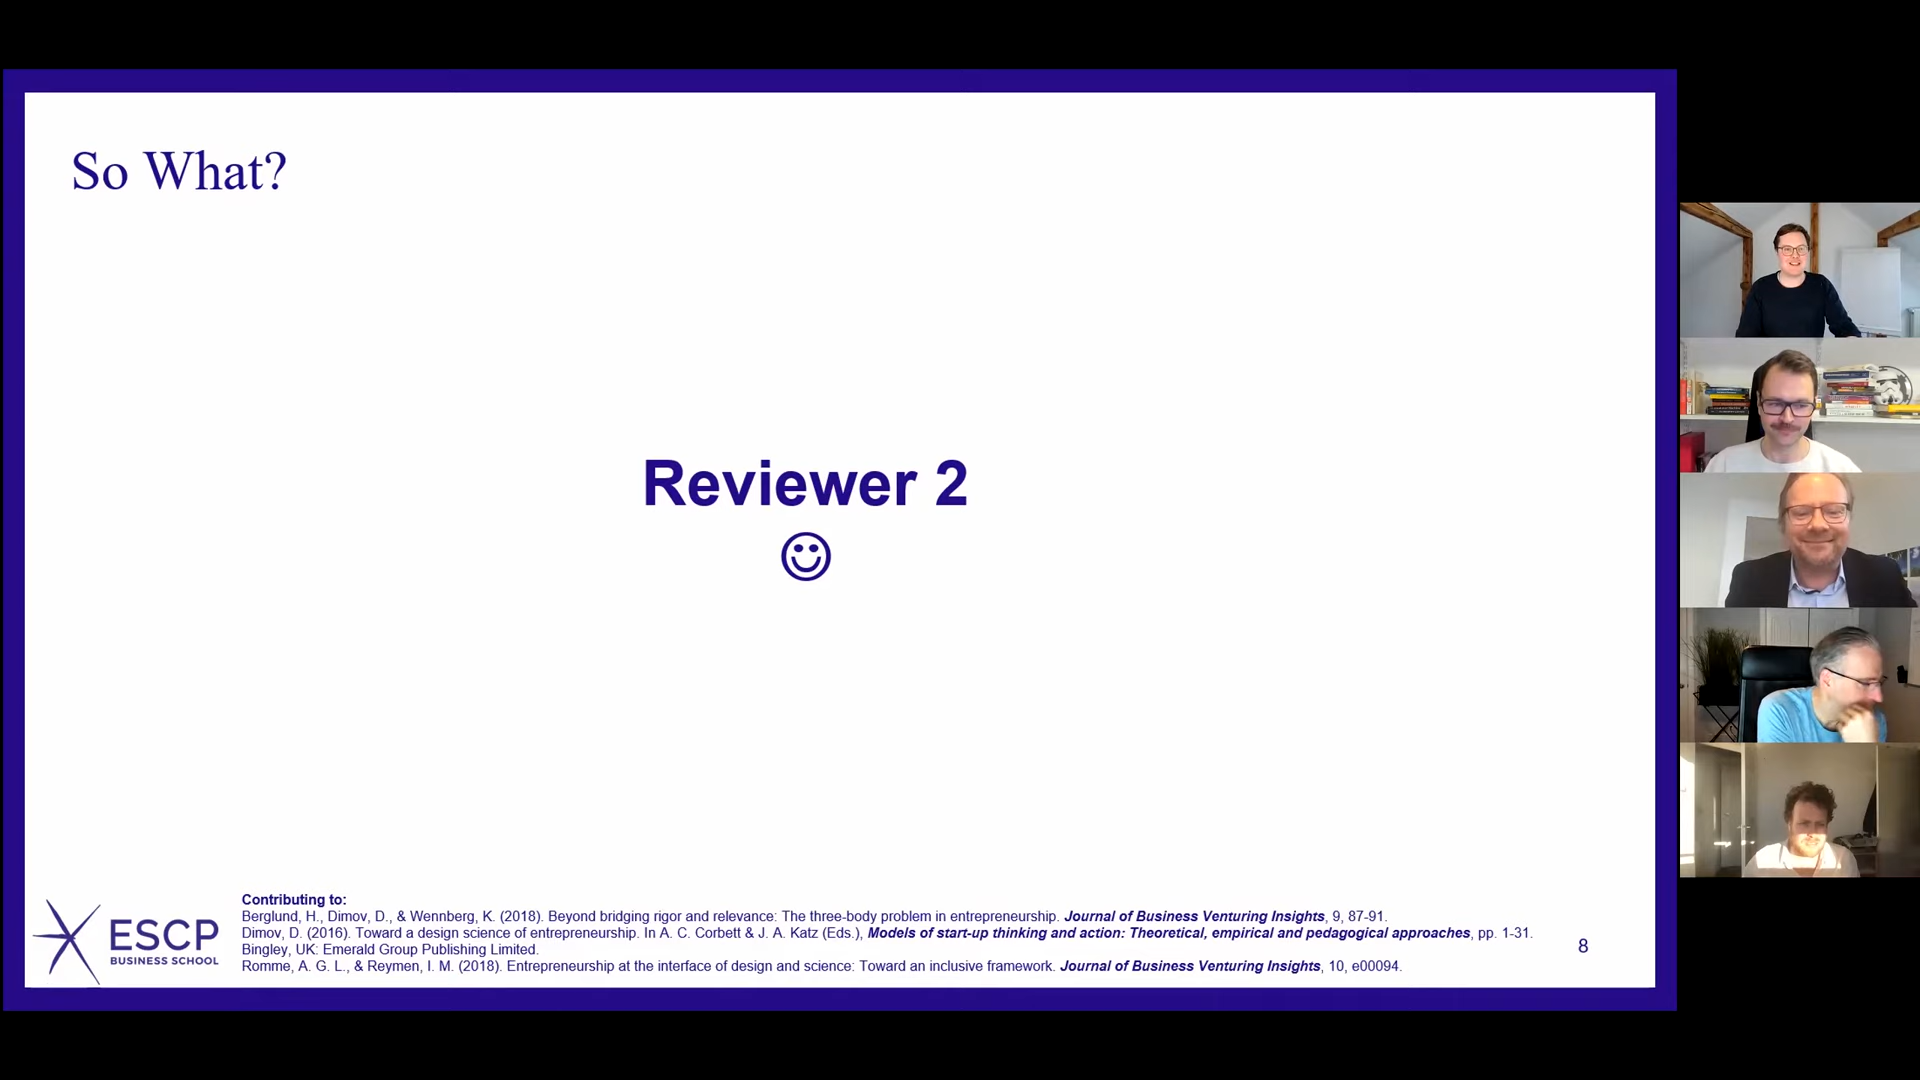 So What?
Reviewer 2
Contributing to:
Berglund, H., Dimov, D., & Wennberg, K. (2018). Beyond bridging rigor and relevance: The three-body problem in entrepreneurship. Journal of Business Venturing Insights, 9, 87-91.
Dimov, D. (2016). Toward a design science of entrepreneurship. In A. C. Corbett & J. A. Katz (Eds.), Models of start-up thinking and action: Theoretical, empirical and pedagogical approaches, pp. 1-31.
Bingley, UK: Emerald Group Publishing Limited.
Romme, A. G. L., & Reymen, I. M. (2018). Entrepreneurship at the interface of design and science: Toward an inclusive framework. Journal of Business Venturing Insights, 10, e00094.
ESCP
BUSINESS SCHOOL
8